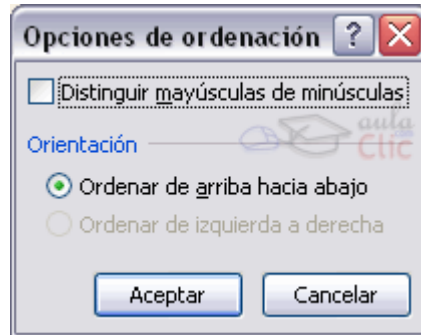 Opciones de ordenación
Distinguir mayúsculas de minúsculas
aula
Clic
Orientación
Ordenar de arriba hacia abajo
Ordenar de izquierda a derecha
Aceptar
Cancelar